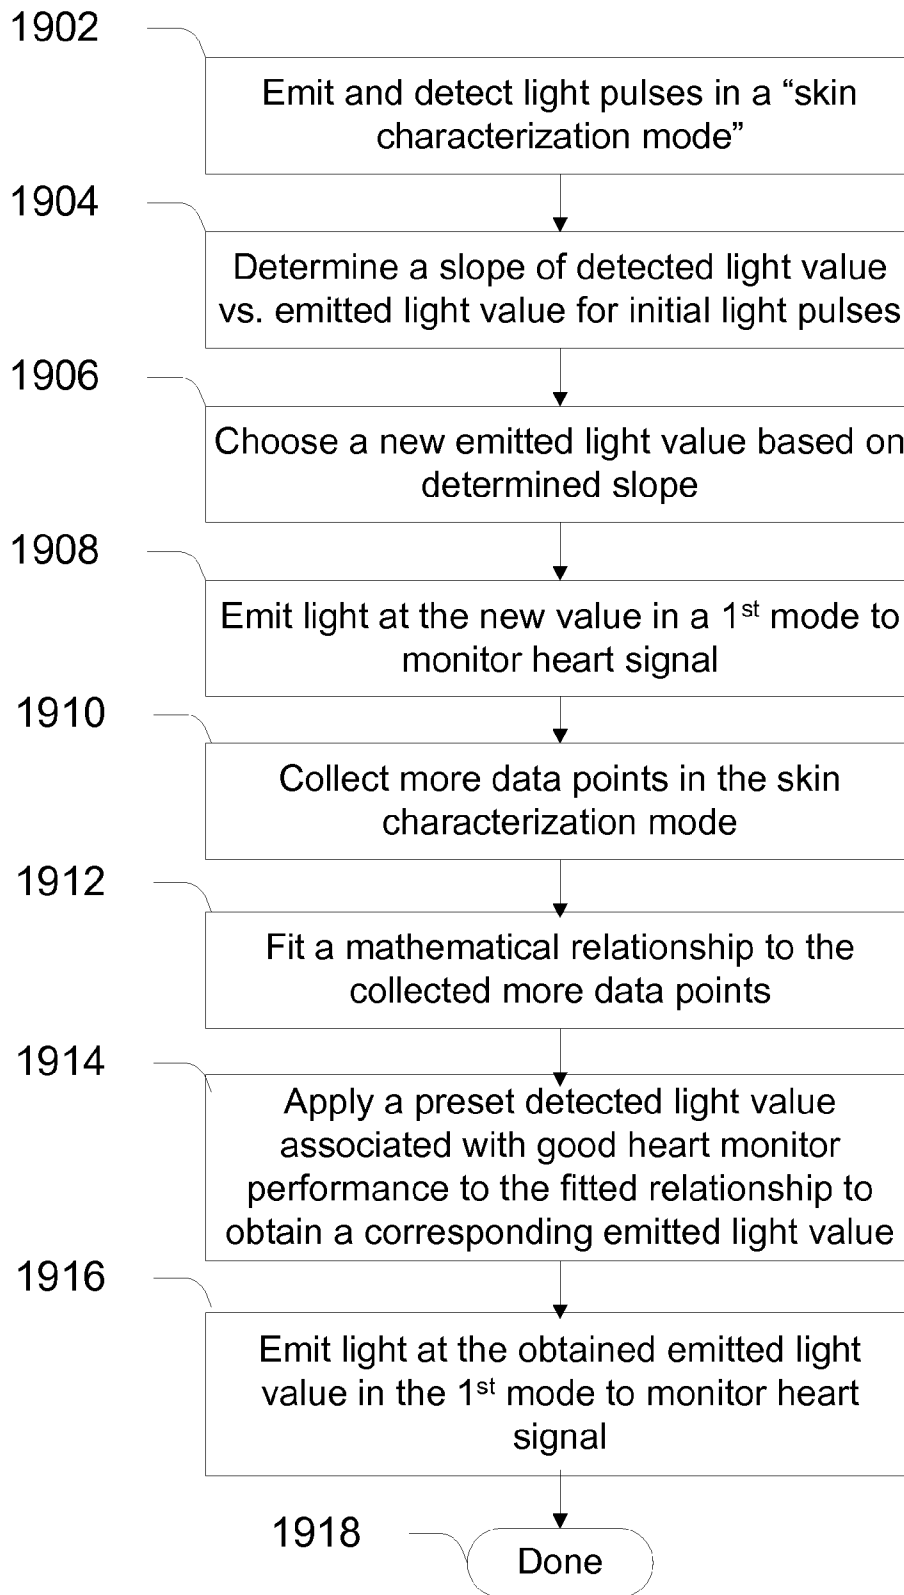 1902
Emit and detect light pulses in a “skin
characterization mode”
1904
Determine a slope of detected light value
vs. emitted light value for initial light pulses
1906
Choose a new emitted light value based on
determined slope
1908
Emit light at the new value in a 1st mode to
monitor heart signal
1910
Collect more data points in the skin
characterization mode
1912
Fit a mathematical relationship to the
collected more data points
1914
Apply a preset detected light value
associated with good heart monitor
performance to the fitted relationship to
obtain a corresponding emitted light value
1916
Emit light at the obtained emitted light
value in the 1st mode to monitor heart
signal
1918
Done